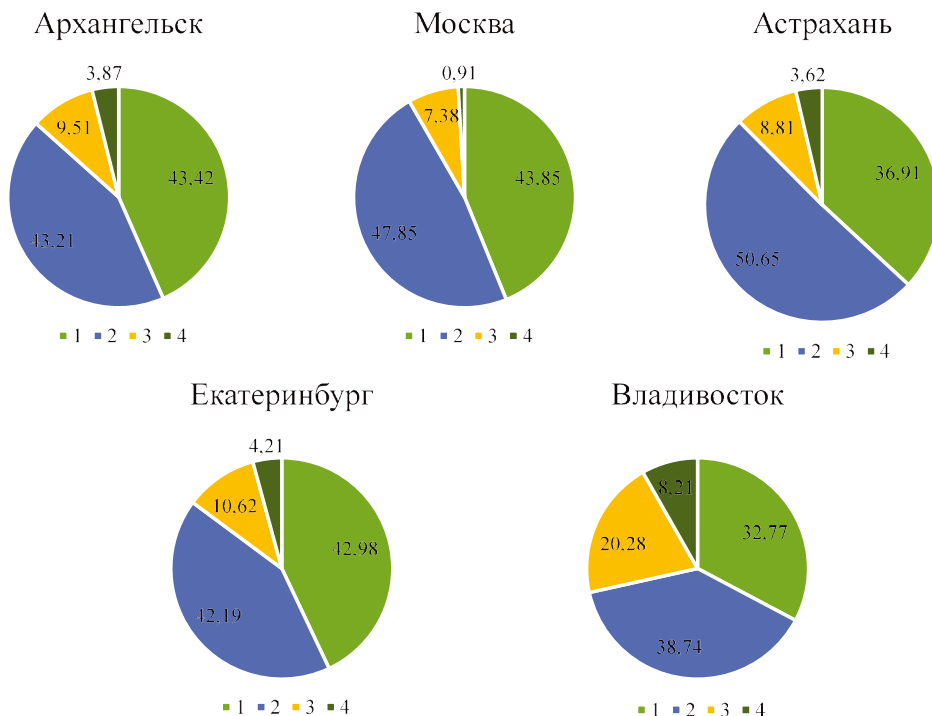 Архангельск
3,87
9,51
43,42
43,21
1 2 3 4
Москва
0,91
7,38
43,85
47,85
1 2 3 4
Астрахань
3,62
8,81
36,91
50,65
1 2 3 4
Екатеринбург
4,21
10,62
42,98
42,19
1 2 3 4
Владивосток
8,21
32,77
20,28
38,74
1 2 3 4